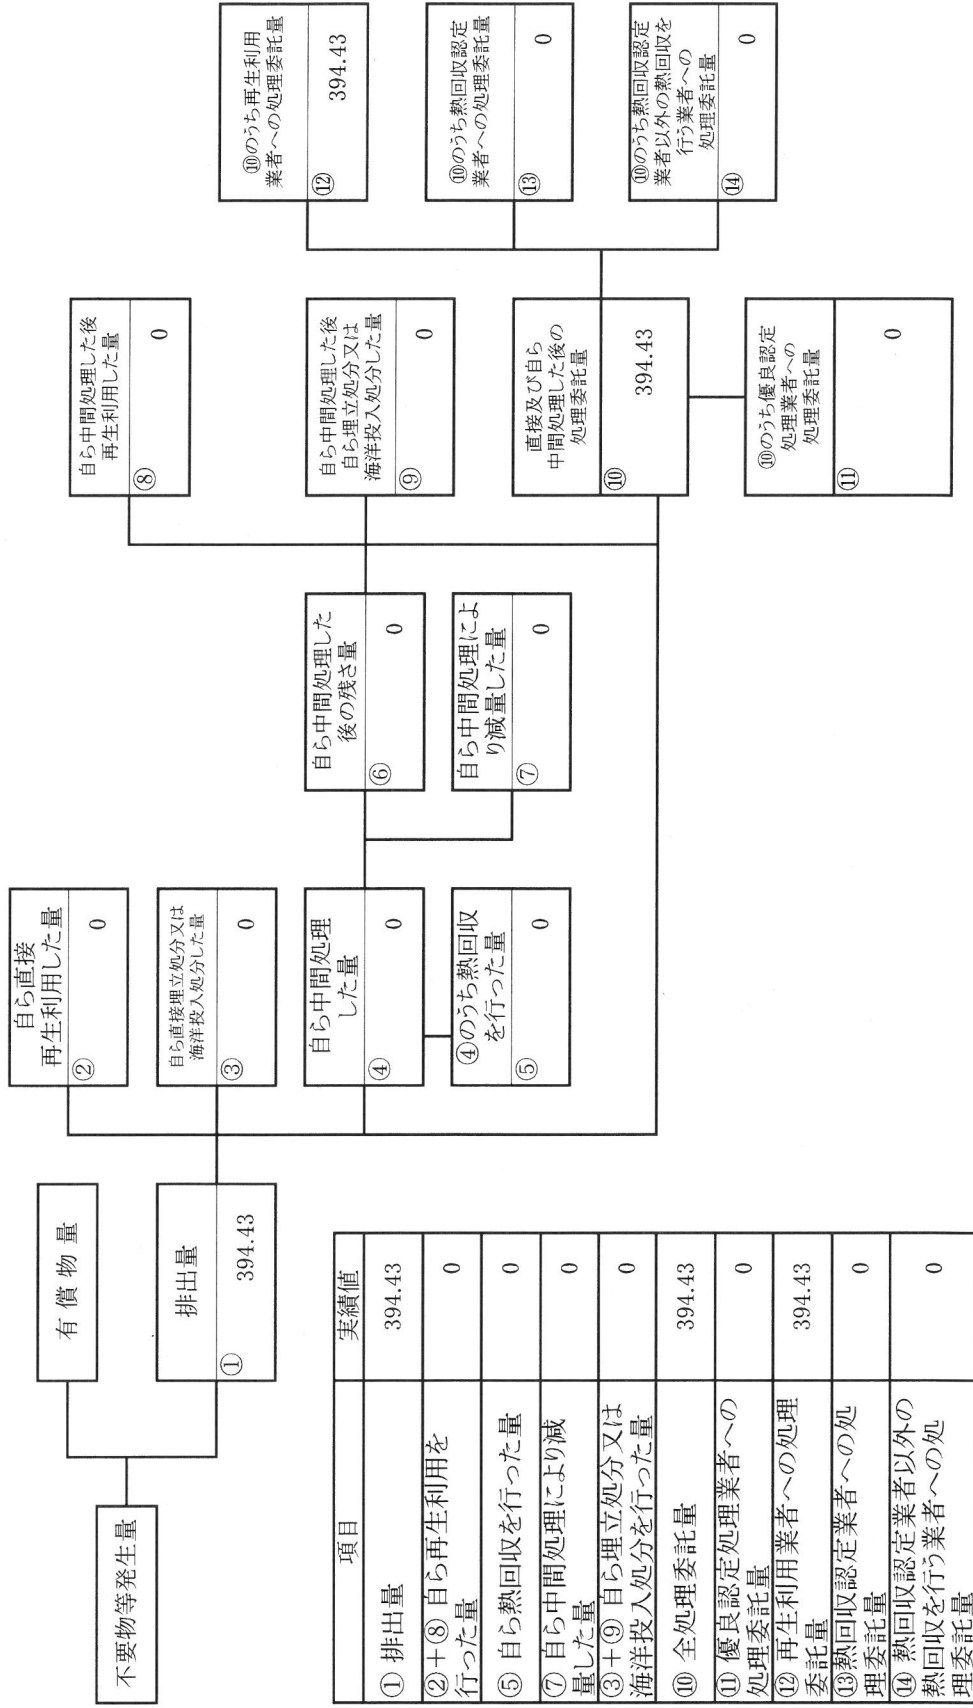 不要物等発生量
有償物量
排出量
①
394.43
自ら直接
再生利用した量
②
0
自ら直接埋立処分又は
海洋投入処分した量
③
0
自ら中間処理
した量
④
0
④のうち熱回収
を行った量
⑤
0
自ら中間処理した
後の残さ量
⑥
0
自ら中間処理によ
り減量した量
⑦
0
自ら中間処理した後
再生利用した量
⑧
0
自ら中間処理した後
自ら埋立処分又は
海洋投入処分した量
⑨
0
直接及び自ら
中間処理した後の
処理委託量
⑩
394.43
⑩のうち優良認定
処理業者への
処理委託量
⑪
0
⑩のうち再生利用
業者への処理委託量
⑫
394.43
⑩のうち熱回収認定
業者への処理委託量
⑬
0
⑩のうち熱回収認定
業者以外の熱回収を
行う業者への
処理委託量
⑭
0
項目 実績値
① 排出量 394.43
②+⑧ 自ら再生利用を
行った量 0
⑤ 自ら熱回収を行った量 0
⑦ 自ら中間処理により減
量した量 0
③+⑨ 自ら埋立処分又は
海洋投入処分を行った量 0
⑩ 全処理委託量 394.43
⑪ 優良認定処理業者への
処理委託量 0
⑫ 再生利用業者への処理
委託量 394.43
⑬熱回収認定業者への処
理委託量 0
⑭ 熱回収認定業者以外の
熱回収を行う業者への処
理委託量 0